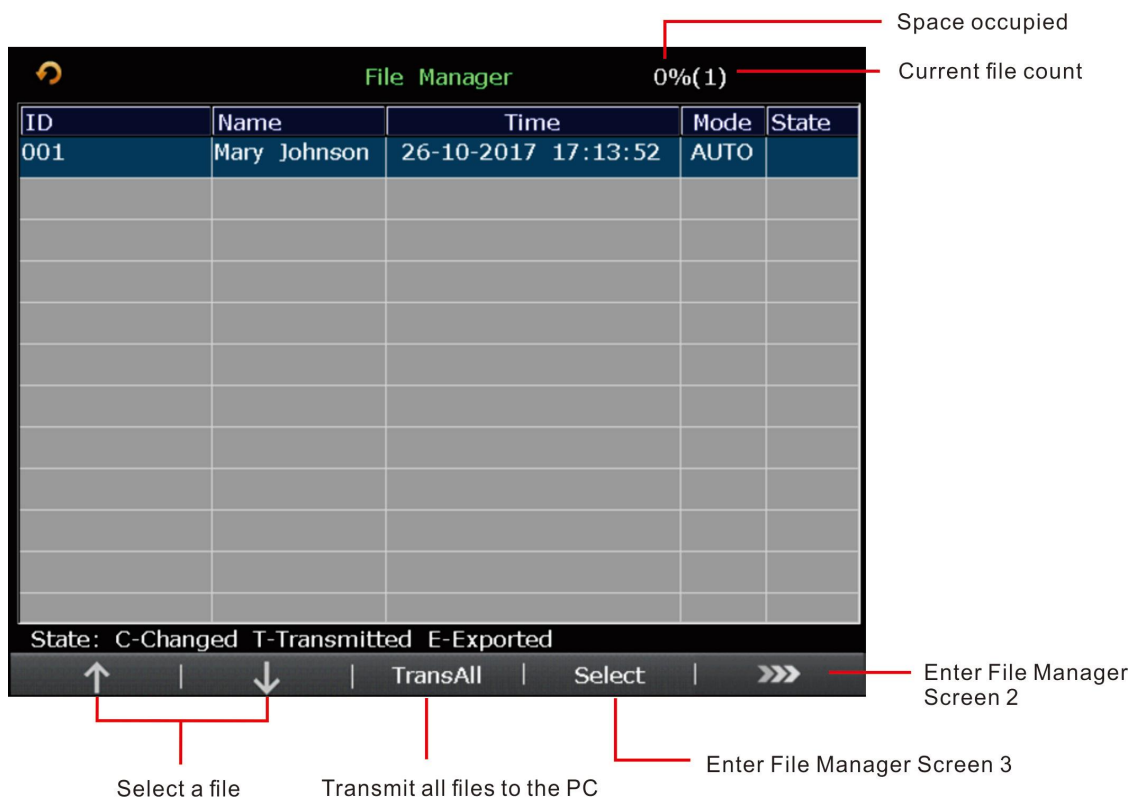 Space occupied
File Manager 0%(1)
Current file count
ID Name Time Mode State
001 Mary Johnson 26-10-2017 17:13:52 AUTO
State: C-Changed T-Transmitted E-Exported
↑ | ↓ | TransAll | Select | >>>
Enter File Manager
Screen 2
Enter File Manager Screen 3
Select a file
Transmit all files to the PC